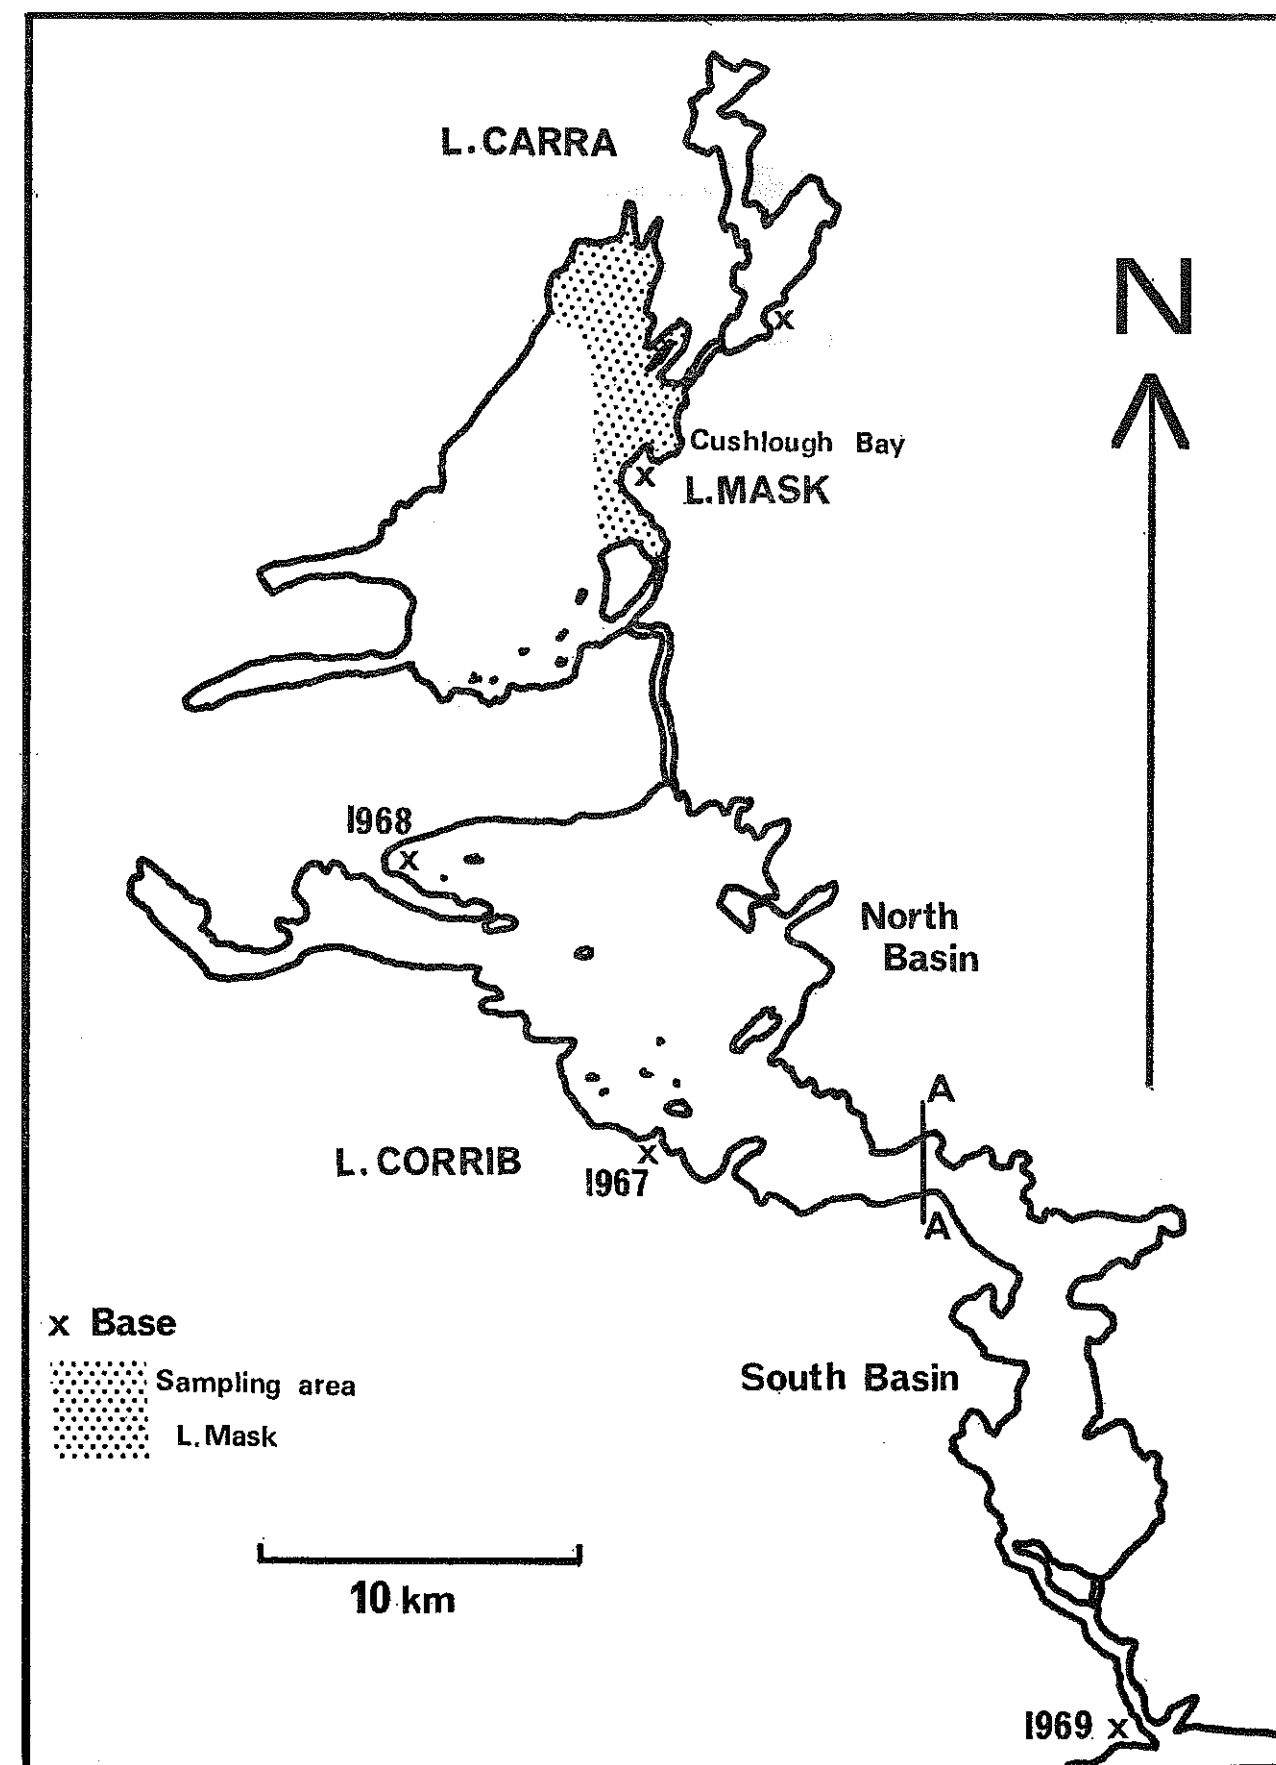 L. CARRA
N
Cushlough Bay
x
L. MASK
x
1968
x
North
Basin
A
L. CORRIB
x
1967
A
x Base
Sampling area
L. Mask
South Basin
10 km
1969 x